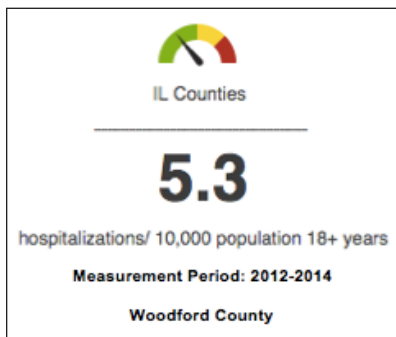 IL Counties
5.3
hospitalizations/ 10,000 population 18+ years
Measurement Period: 2012-2014
Woodford County